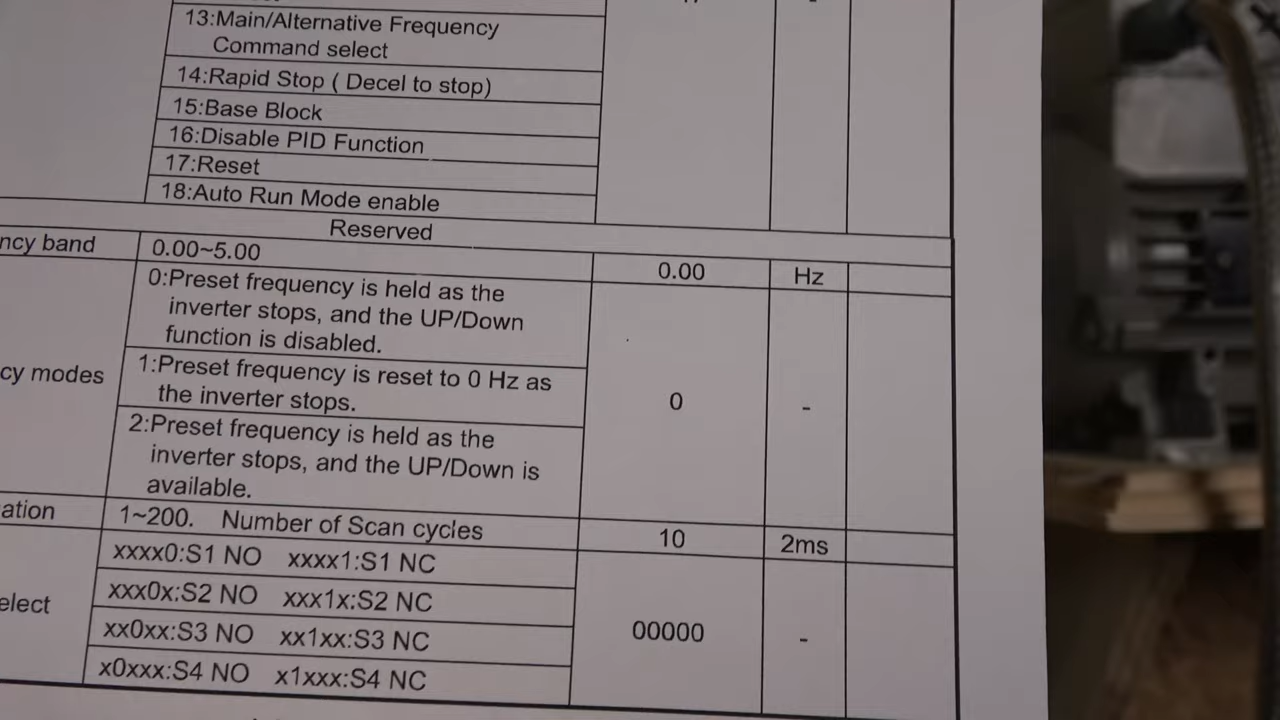 13:Main/Alternative Frequency
Command select
14:Rapid Stop ( Decel to stop)
15:Base Block
16:Disable PID Function
17:Reset
18:Auto Run Mode enable
-
Reserved
ncy band 0.00~5.00 0.00 Hz
0:Preset frequency is held as the
inverter stops, and the UP/Down
function is disabled.
cy modes
1:Preset frequency is reset to 0 Hz as
the inverter stops.
0 -
2:Preset frequency is held as the
inverter stops, and the UP/Down is
available.
ation 1~200. Number of Scan cycles 10 2ms
xxxx0:S1 NO xxxx1:S1 NC
xxx0x:S2 NO xxx1x:S2 NC
elect
xx0xx:S3 NO xx1xx:S3 NC
00000 -
x0xxx:S4 NO x1xxx:S4 NC